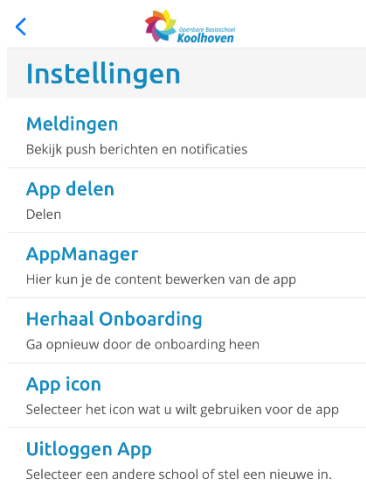 Openbare Basisschool
Koolhoven
Instellingen
Meldingen
Bekijk push berichten en notificaties
App delen
Delen
AppManager
Hier kun je de content bewerken van de app
Herhaal Onboarding
Ga opnieuw door de onboarding heen
App icon
Selecteer het icon wat u wilt gebruiken voor de app
Uitloggen App
Selecteer een andere school of stel een nieuwe in.